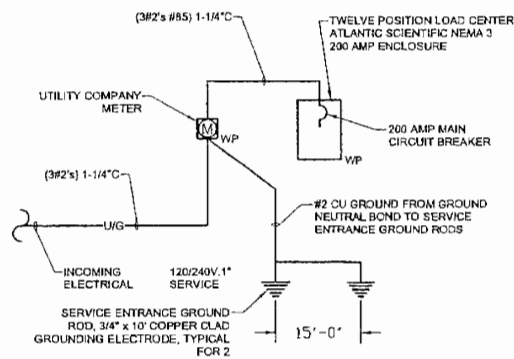 (3#2's #85) 1-1/4"C
TWELVE POSITION LOAD CENTER
ATLANTIC SCIENTIFIC NEMA 3
200 AMP ENCLOSURE
UTILITY COMPANY
METER
M
WP
200 AMP MAIN
CIRCUIT BREAKER
WP
(3#2's) 1-1/4"C
#2 CU GROUND FROM GROUND
NEUTRAL BOND TO SERVICE
ENTRANCE GROUND RODS
U/G
INCOMING
ELECTRICAL
120/240V.1"
SERVICE
SERVICE ENTRANCE GROUND
ROD, 3/4" x 10' COPPER CLAD
GROUNDING ELECTRODE, TYPICAL
FOR 2
15'-0"